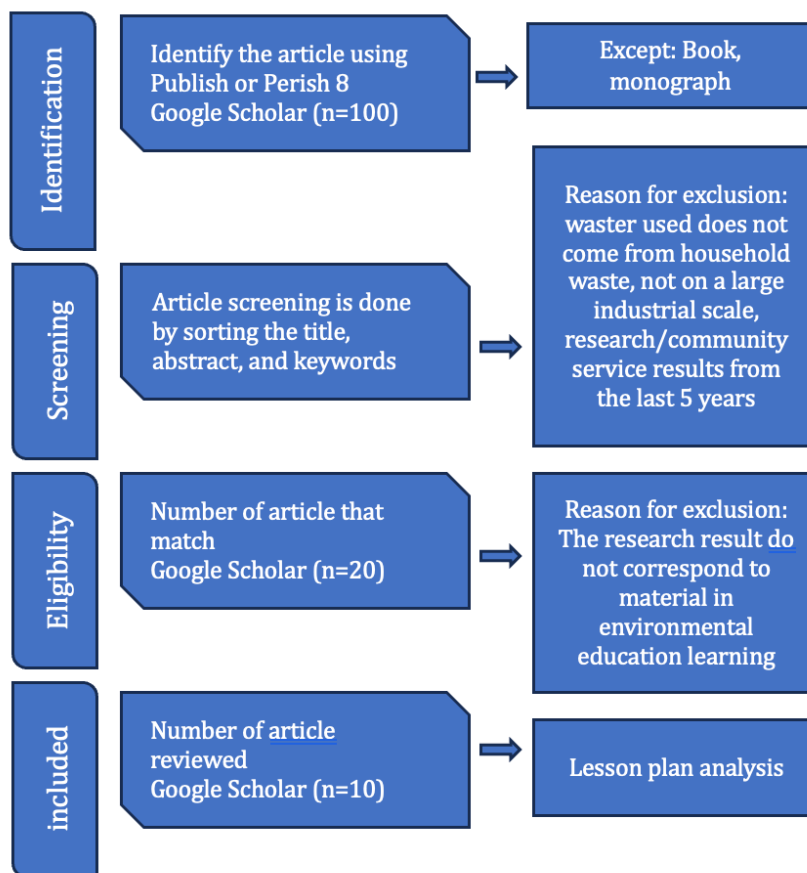 Identification
Identify the article using
Publish or Perish 8
Google Scholar (n=100)
Except: Book,
monograph
Screening
Article screening is done
by sorting the title,
abstract, and keywords
Reason for exclusion:
waster used does not
come from household
waste, not on a large
industrial scale,
research/community
service results from
the last 5 years
Eligibility
Number of article that
match
Google Scholar (n=20)
Reason for exclusion:
The research result do
not correspond to
material in
environmental
education learning
included
Number of article
reviewed
Google Scholar (n=10)
Lesson plan analysis